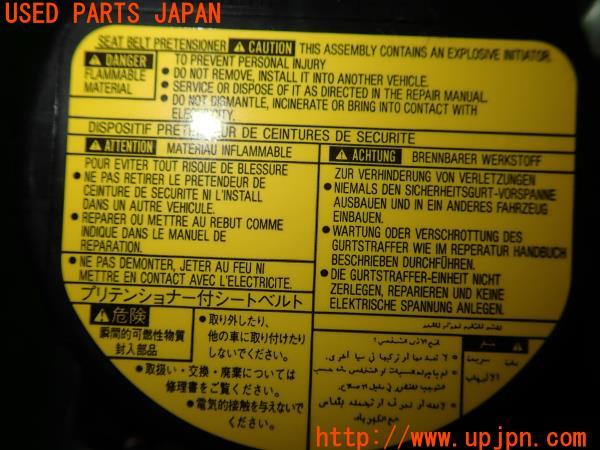 USED PARTS JAPAN
SEAT BELT PRETENSIONER ⚠ CAUTION THIS ASSEMBLY CONTAINS AN EXPLOSIVE INITIATOR.
⚠ DANGER
FLAMMABLE
MATERIAL
TO PREVENT PERSONAL INJURY
● DO NOT REMOVE, INSTALL IT INTO ANOTHER VEHICLE.
● SERVICE OR DISPOSE OF IT AS DIRECTED IN THE REPAIR MANUAL.
● DO NOT DISMANTLE, INCINERATE OR BRING INTO CONTACT WITH
ELECTRICITY.
DISPOSITIF PRETENSEUR DE CEINTURES DE SECURITE
⚠ ATTENTION MATERIAU INFLAMMABLE
POUR EVITER TOUT RISQUE DE BLESSURE
● NE PAS RETIRER LE PRETENDEUR DE
CEINTURE DE SECURITE NI L'INSTALL
DANS UN AUTRE VEHICULE.
● REPARER OU METTRE AU REBUT COMME
INDIQUE DANS LE MANUEL DE
REPARATION.
● NE PAS DEMONTER, JETER AU FEU NI
METTRE EN CONTACT AVEC L'ELECTRICITE.
⚠ ACHTUNG BRENNBARER WERKSTOFF
ZUR VERHINDERUNG VON VERLETZUNGEN
● NIEMALS DEN SICHERHEITSGURT-VORSPANNE
AUSBAUEN UND IN EIN ANDERES FAHRZEUG
EINBAUEN.
● WARTUNG ODER VERSCHROTTUNG DES
GURTSTRAFFER WIE IM REPERATUR HANDBUCH
BESCHRIEBEN DURCHFÜHREN.
● DIE GURTSTRAFFER-EINHEIT NICHT
ZERLEGEN, REPARIEREN UND KEINE
ELEKTRISCHE SPANNUNG ANLEGEN.
プリテンショナー付シートベルト
⚠ 危険
瞬間的可燃性物質
封入部品
● 取り外したり、
他の車に取り付けたり
しないでください。
● 取扱い・交換・廃棄については
修理書をご覧ください。
● 電気的接触を与えないで
ください。
http://www.upjpn.com/